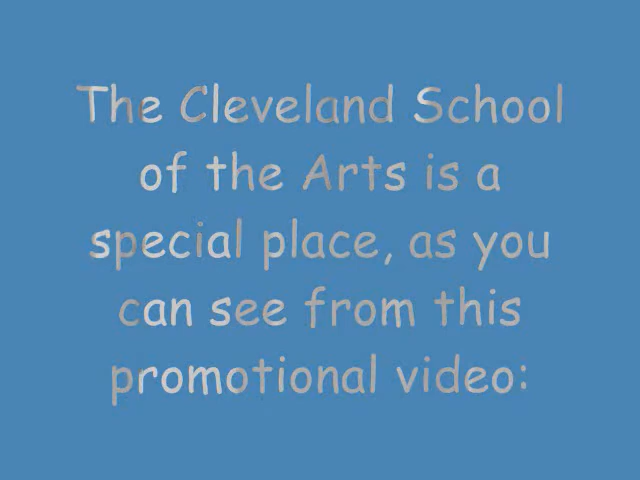 The Cleveland School
of the Arts is a
special place, as you
can see from this
promotional video: